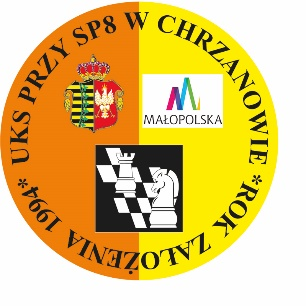 * UKS PRZY SP8 W CHRZANOWIE * ROK ZAŁOŻENIA 1994
MAŁOPOLSKA